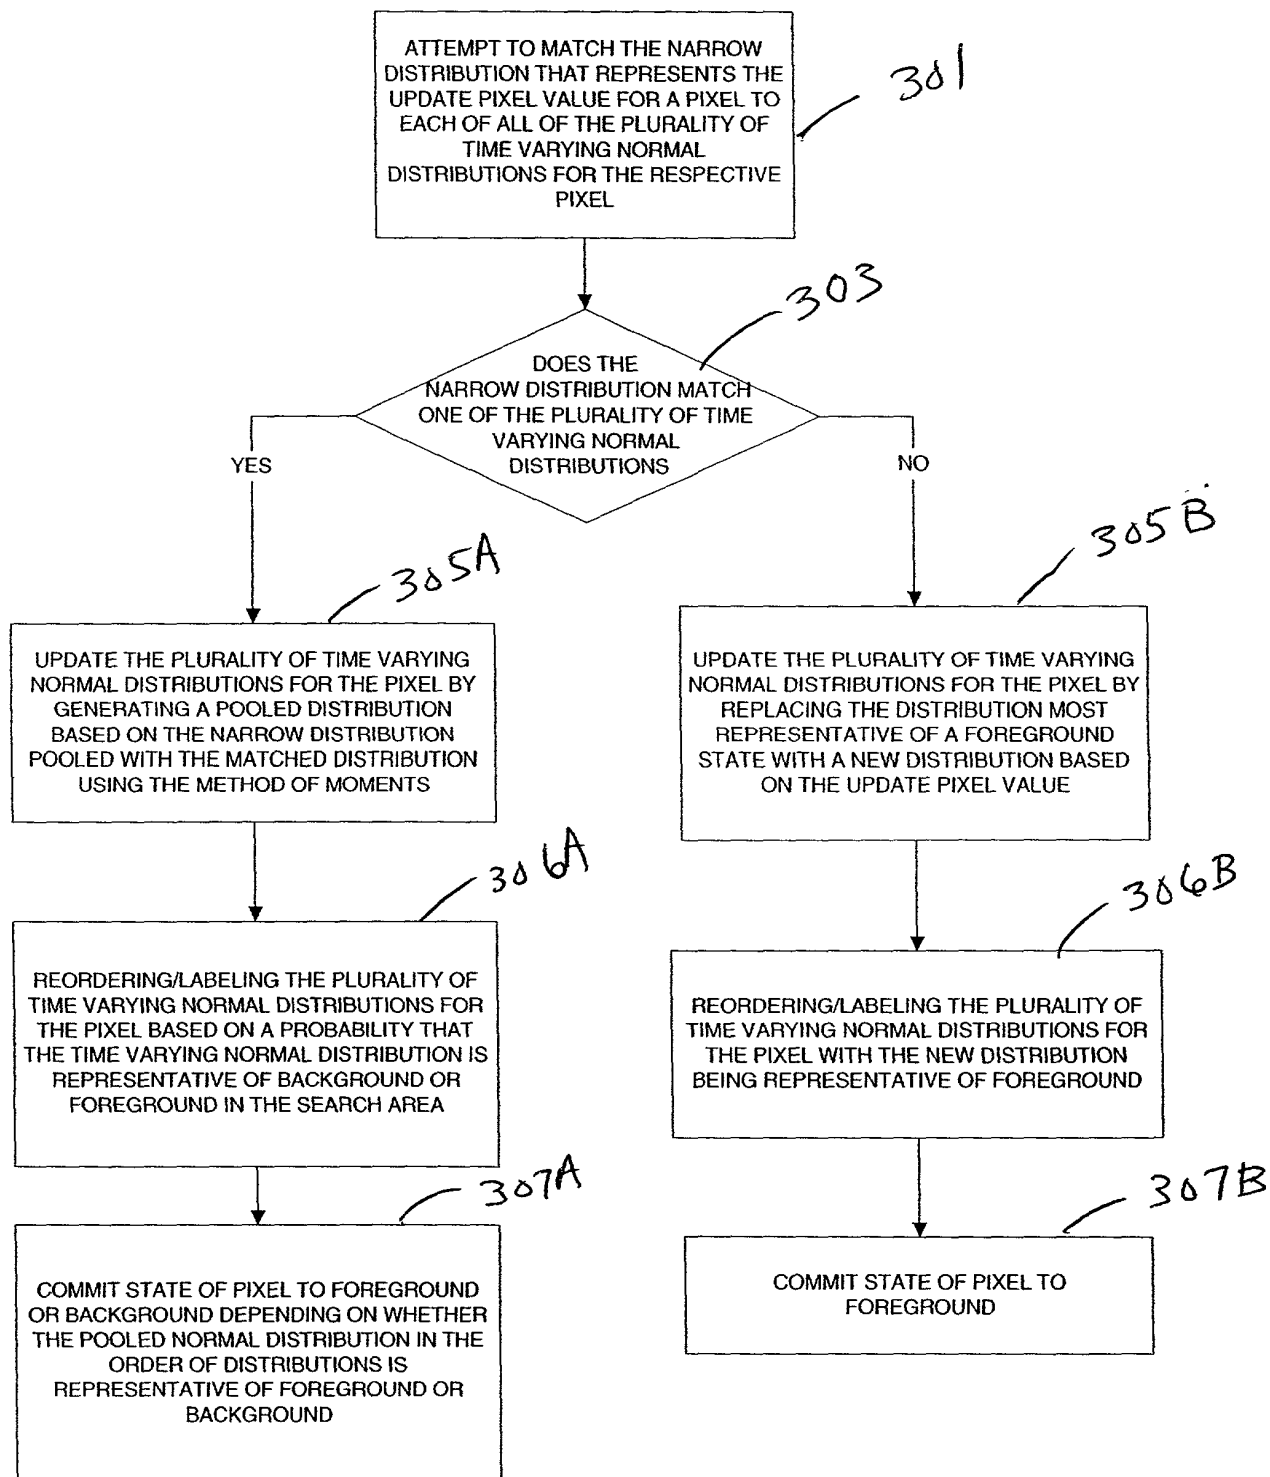 ATTEMPT TO MATCH THE NARROW
DISTRIBUTION THAT REPRESENTS THE
UPDATE PIXEL VALUE FOR A PIXEL TO
EACH OF ALL OF THE PLURALITY OF
TIME VARYING NORMAL
DISTRIBUTIONS FOR THE RESPECTIVE
PIXEL
301
303
DOES THE
NARROW DISTRIBUTION MATCH
ONE OF THE PLURALITY OF TIME
VARYING NORMAL
DISTRIBUTIONS
YES
NO
305A
UPDATE THE PLURALITY OF TIME VARYING
NORMAL DISTRIBUTIONS FOR THE PIXEL BY
GENERATING A POOLED DISTRIBUTION
BASED ON THE NARROW DISTRIBUTION
POOLED WITH THE MATCHED DISTRIBUTION
USING THE METHOD OF MOMENTS
305B
UPDATE THE PLURALITY OF TIME VARYING
NORMAL DISTRIBUTIONS FOR THE PIXEL BY
REPLACING THE DISTRIBUTION MOST
REPRESENTATIVE OF A FOREGROUND
STATE WITH A NEW DISTRIBUTION BASED
ON THE UPDATE PIXEL VALUE
306A
REORDERING/LABELING THE PLURALITY OF
TIME VARYING NORMAL DISTRIBUTIONS FOR
THE PIXEL BASED ON A PROBABILITY THAT
THE TIME VARYING NORMAL DISTRIBUTION IS
REPRESENTATIVE OF BACKGROUND OR
FOREGROUND IN THE SEARCH AREA
306B
REORDERING/LABELING THE PLURALITY OF
TIME VARYING NORMAL DISTRIBUTIONS FOR
THE PIXEL WITH THE NEW DISTRIBUTION
BEING REPRESENTATIVE OF FOREGROUND
307A
COMMIT STATE OF PIXEL TO FOREGROUND
OR BACKGROUND DEPENDING ON WHETHER
THE POOLED NORMAL DISTRIBUTION IN THE
ORDER OF DISTRIBUTIONS IS
REPRESENTATIVE OF FOREGROUND OR
BACKGROUND
307B
COMMIT STATE OF PIXEL TO
FOREGROUND